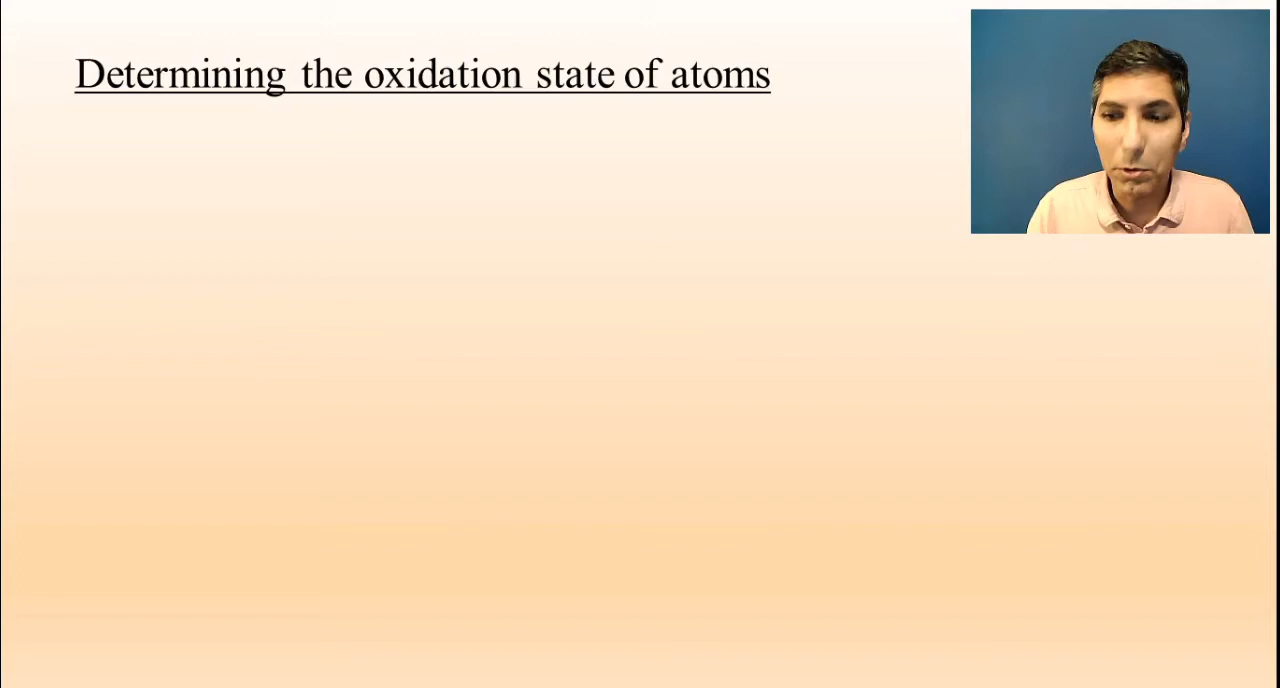 Determining the oxidation state of atoms